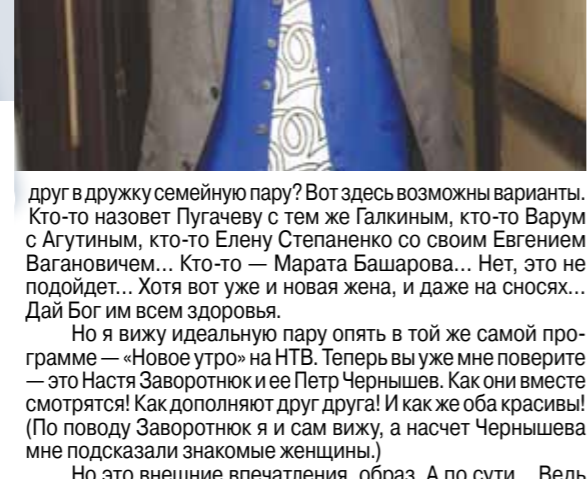 друг в дружку семейную пару? Вот здесь возможны варианты.
Кто-то назовет Пугачеву с тем же Галкиным, кто-то Варум
с Агутиным, кто-то Елену Степаненко со своим Евгением
Вагановичем... Кто-то — Марата Башарова... Нет, это не
подойдет... Хотя вот уже и новая жена, и даже на сносях...
Дай Бог им всем здоровья.
Но я вижу идеальную пару опять в той же самой про-
грамме — «Новое утро» на НТВ. Теперь вы уже мне поверите
— это Настя Заворотнюк и ее Петр Чернышев. Как они вместе
смотрятся! Как дополняют друг друга! И как же оба красивы!
(По поводу Заворотнюк я и сам вижу, а насчет Чернышева
мне подсказали знакомые женщины.)
Но это внешние впечатления, образ. А по сути... Ведь